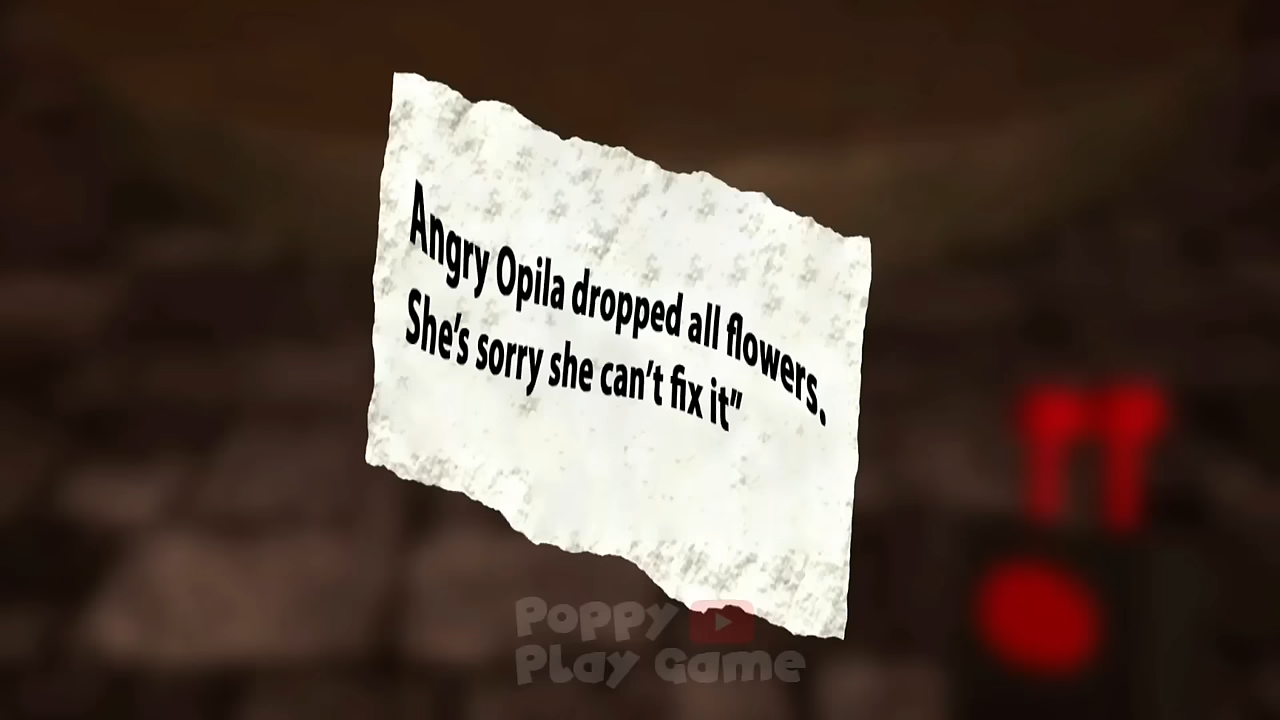 Angry Opila dropped all flowers.
She's sorry she can't fix it"
Poppy
Play Game